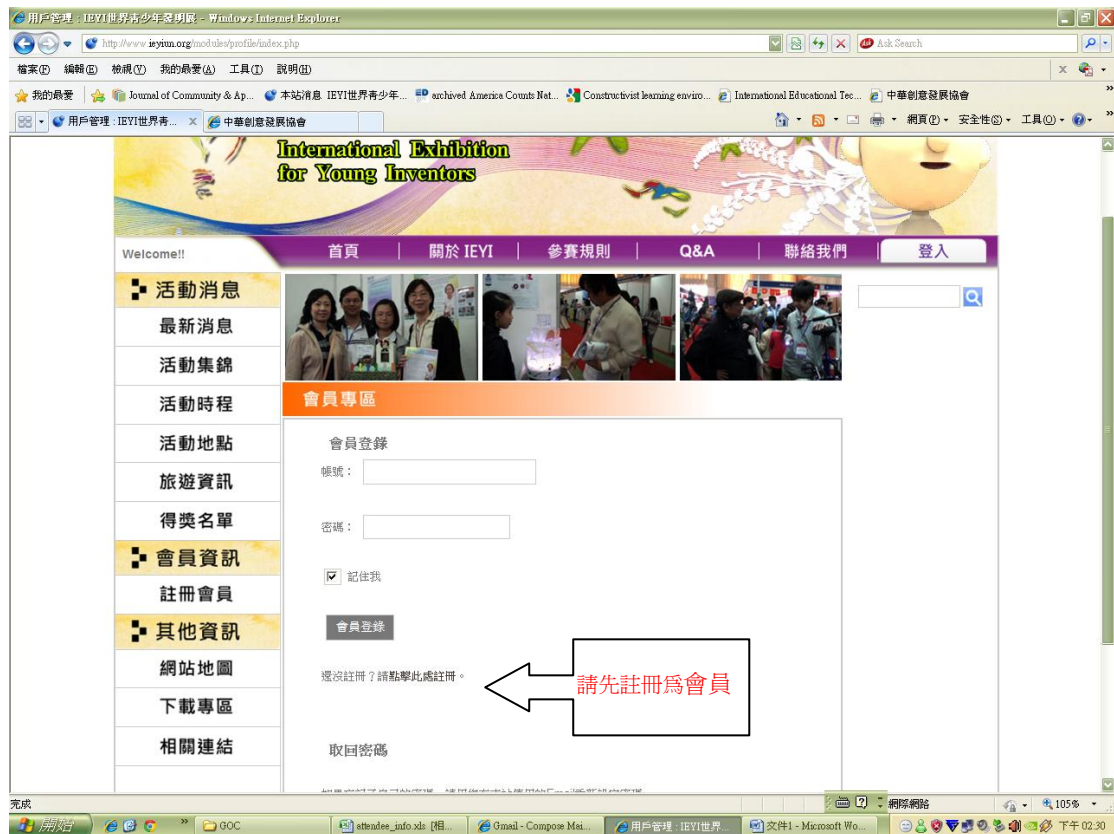 用戶管理 : IEYI世界青少年發明展 - Windows Internet Explorer
http://www.ieyiun.org/modules/profile/index.php
Ask Search
檔案(F) 編輯(E) 檢視(V) 我的最愛(A) 工具(T) 說明(H)
我的最愛 Journal of Community & Ap... 本站消息 IEYI世界青少年... archived America Counts Nat... Constructivist learning enviro... International Educational Tec... 中華創意發展協會
用戶管理 : IEYI世界青... 中華創意發展協會 網頁(P) 安全性(S) 工具(O)
International Exhibition
for Young Inventors
Welcome!! 首頁 關於 IEYI 參賽規則 Q&A 聯絡我們 登入
活動消息
最新消息
活動集錦
活動時程
活動地點
旅遊資訊
得獎名單
會員資訊
註冊會員
其他資訊
網站地圖
下載專區
相關連結
會員專區
會員登錄
帳號：
密碼：
記住我
會員登錄
還沒註冊？請點擊此處註冊。
請先註冊為會員
取回密碼
完成 網際網路 105%
開始 GOC attendee_info.xls [相... Gmail - Compose Mai... 用戶管理 : IEYI世界... 文件1 - Microsoft Wo... 下午 02:30